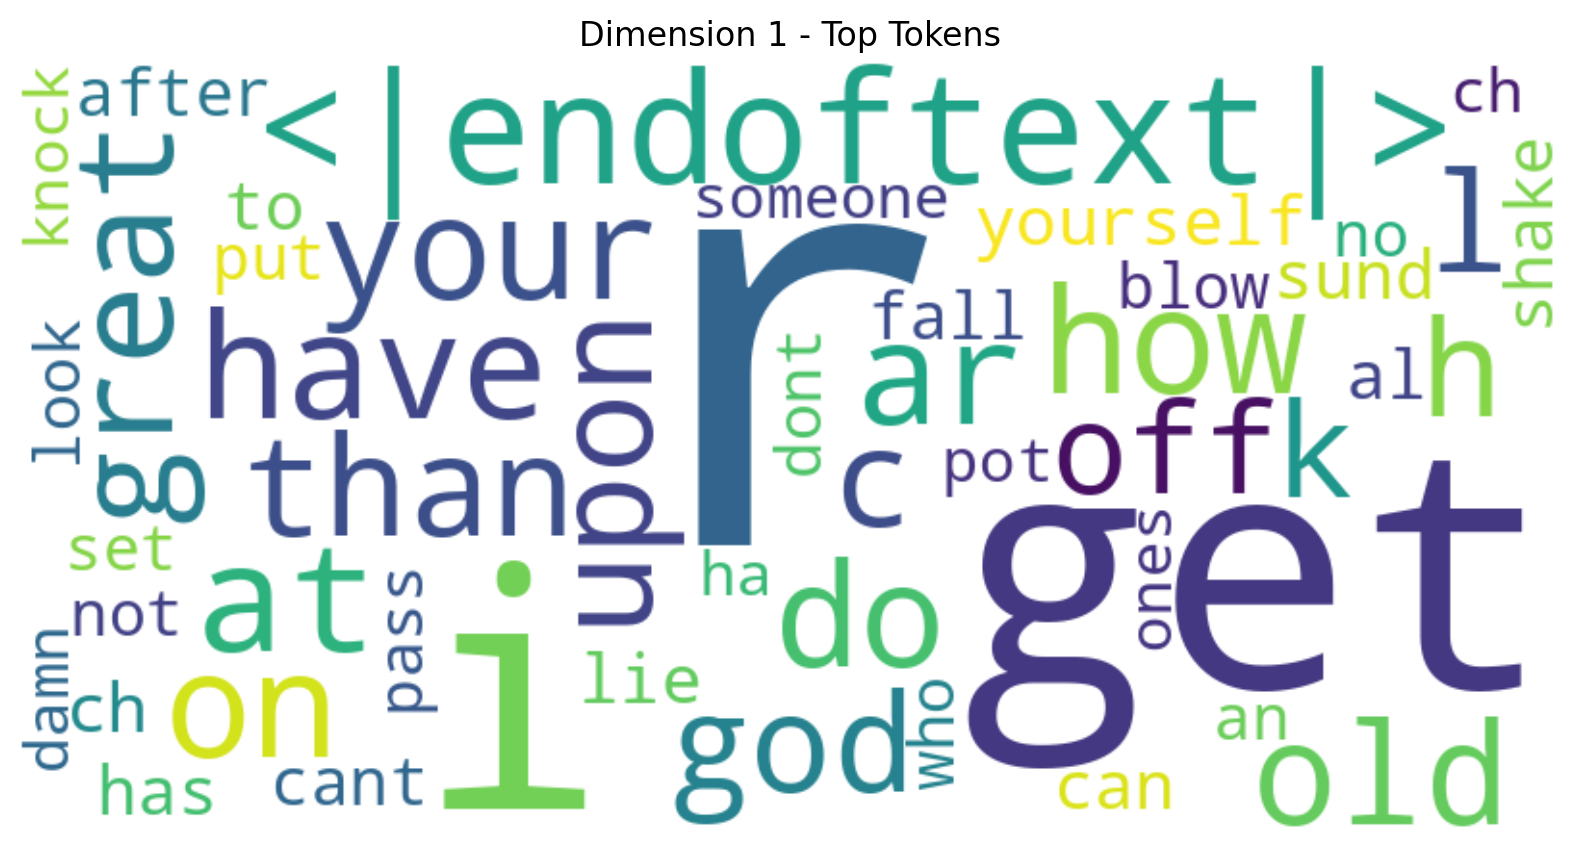 Dimension 1 - Top Tokens
knock
after
<|endoftext|>
ch
great
to
put
your
someone
yourself
no
l
shake
look
have
upon
r
fall
blow
sund
dont
ar
how
al
h
than
c
pot
off
k
get
set
not
at
pass
i
ha
do
ones
damn
ch
on
lie
god
who
an
old
has
cant
can